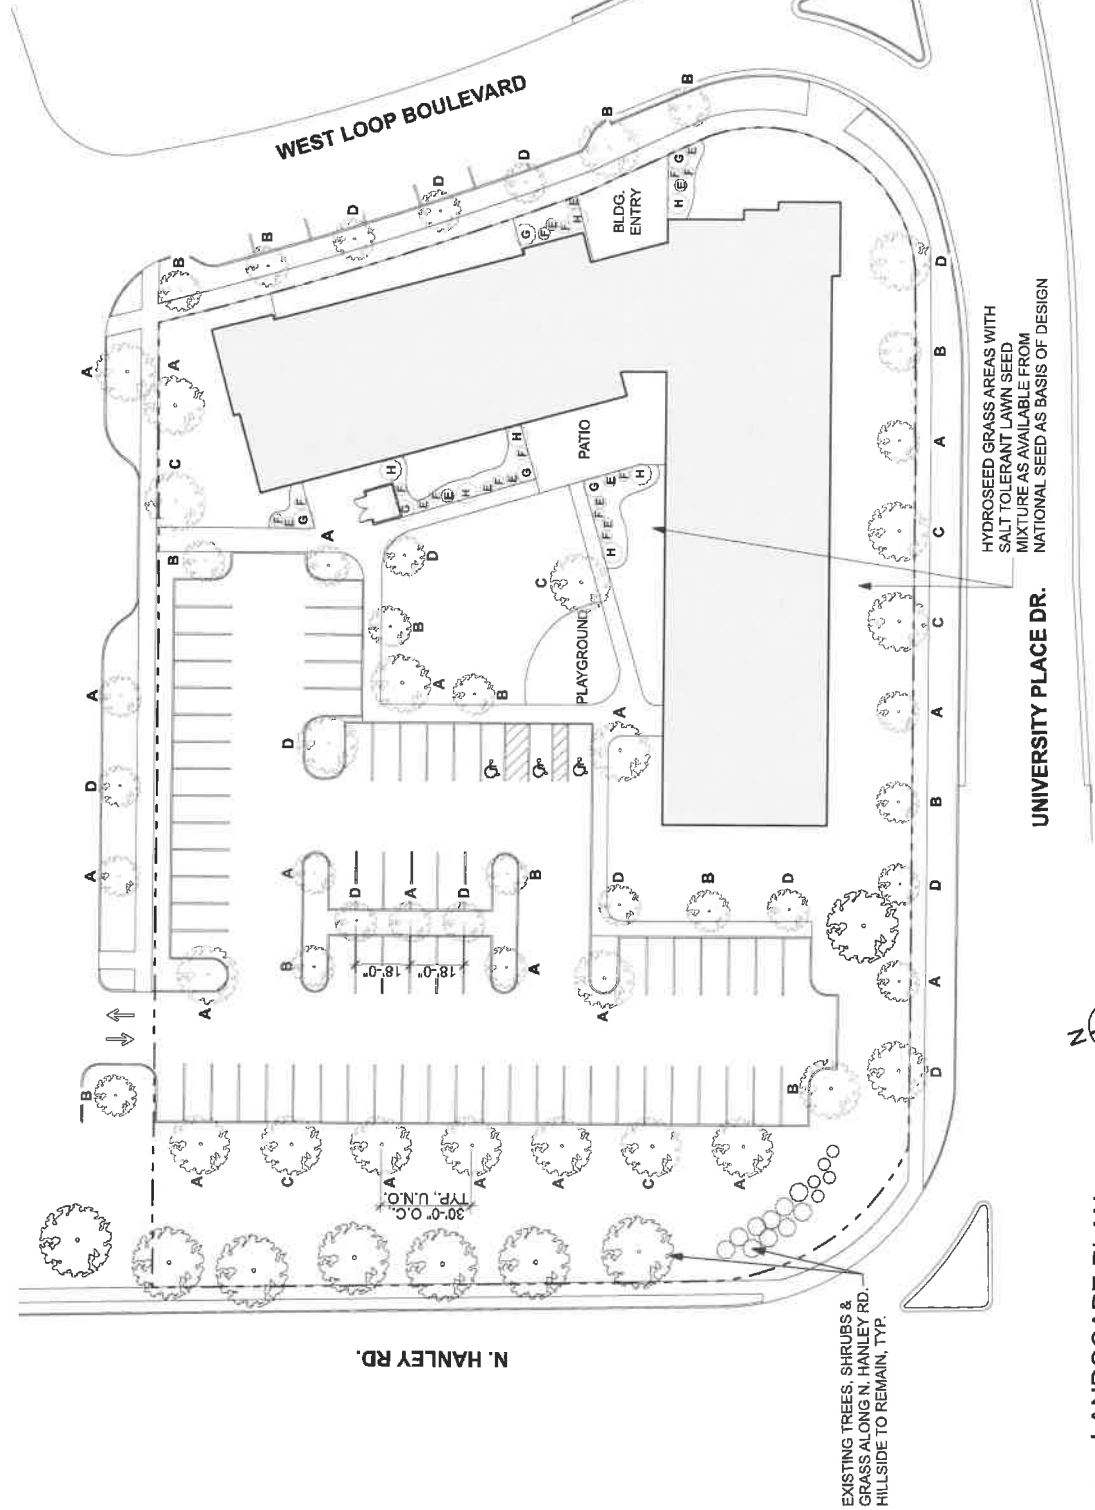 WEST LOOP BOULEVARD
B
B
D
D
D
B
B
A
A
C
B
A
A
D
A
BLDG.
ENTRY
H E F G E
G F E F H E
PATIO
H
G F E F E H E F E G F H
F E G F
H F E F E G E F H
D
B
A
B
C
PLAYGROUND
A
D
A
B
D
A
D
B
A
18'-0"
18'-0"
A
A
D
B
D
B
B
A
C
A
A
A
C
A
30'-0" O.C.
TYP., U.N.O.
D
B
A
C
C
A
B
D
A
D
HYDROSEED GRASS AREAS WITH
SALT TOLERANT LAWN SEED
MIXTURE AS AVAILABLE FROM
NATIONAL SEED AS BASIS OF DESIGN
UNIVERSITY PLACE DR.
N. HANLEY RD.
EXISTING TREES, SHRUBS &
GRASS ALONG N. HANLEY RD.
HILLSIDE TO REMAIN, TYP.
N